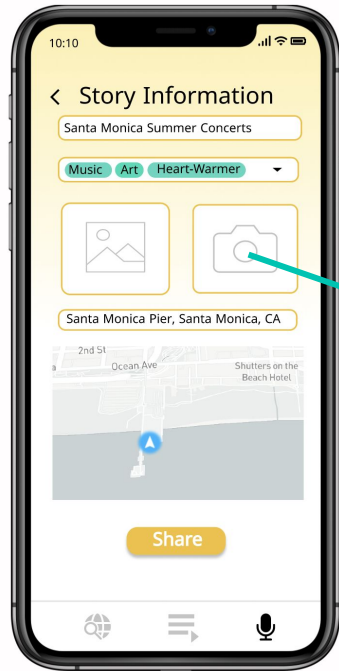 10:10
Story Information
Santa Monica Summer Concerts
Music Art Heart-Warmer
Santa Monica Pier, Santa Monica, CA
2nd St
a
Ocean Ave
Shutters on the
Beach Hotel
Share